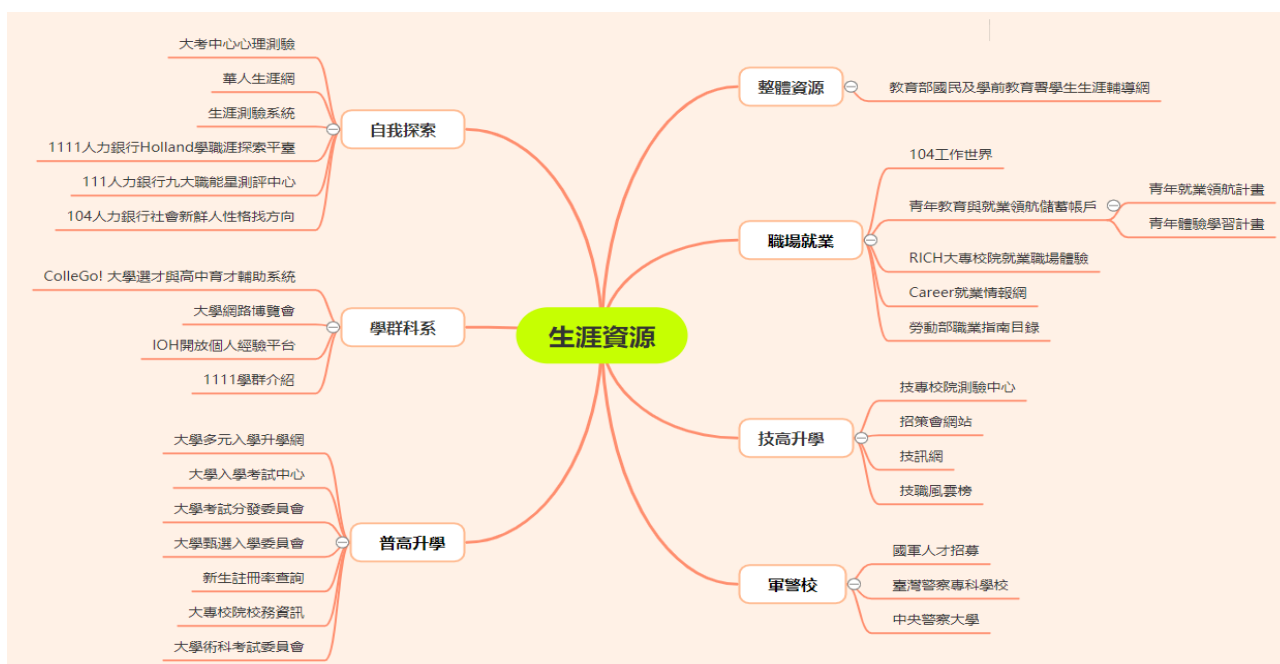 生涯資源
自我探索
大考中心心理測驗
華人生涯網
生涯測驗系統
1111人力銀行Holland學職涯探索平臺
111人力銀行九大職能星測評中心
104人力銀行社會新鮮人性格找方向
學群科系
ColleGo! 大學選才與高中育才輔助系統
大學網路博覽會
IOH開放個人經驗平台
1111學群介紹
普高升學
大學多元入學升學網
大學入學考試中心
大學考試分發委員會
大學甄選入學委員會
新生註冊率查詢
大專校院校務資訊
大學術科考試委員會
整體資源
教育部國民及學前教育署學生生涯輔導網
職場就業
104工作世界
青年教育與就業領航儲蓄帳戶
青年就業領航計畫
青年體驗學習計畫
RICH大專校院就業職場體驗
Career就業情報網
勞動部職業指南目錄
技高升學
技專校院測驗中心
招策會網站
技訊網
技職風雲榜
軍警校
國軍人才招募
臺灣警察專科學校
中央警察大學